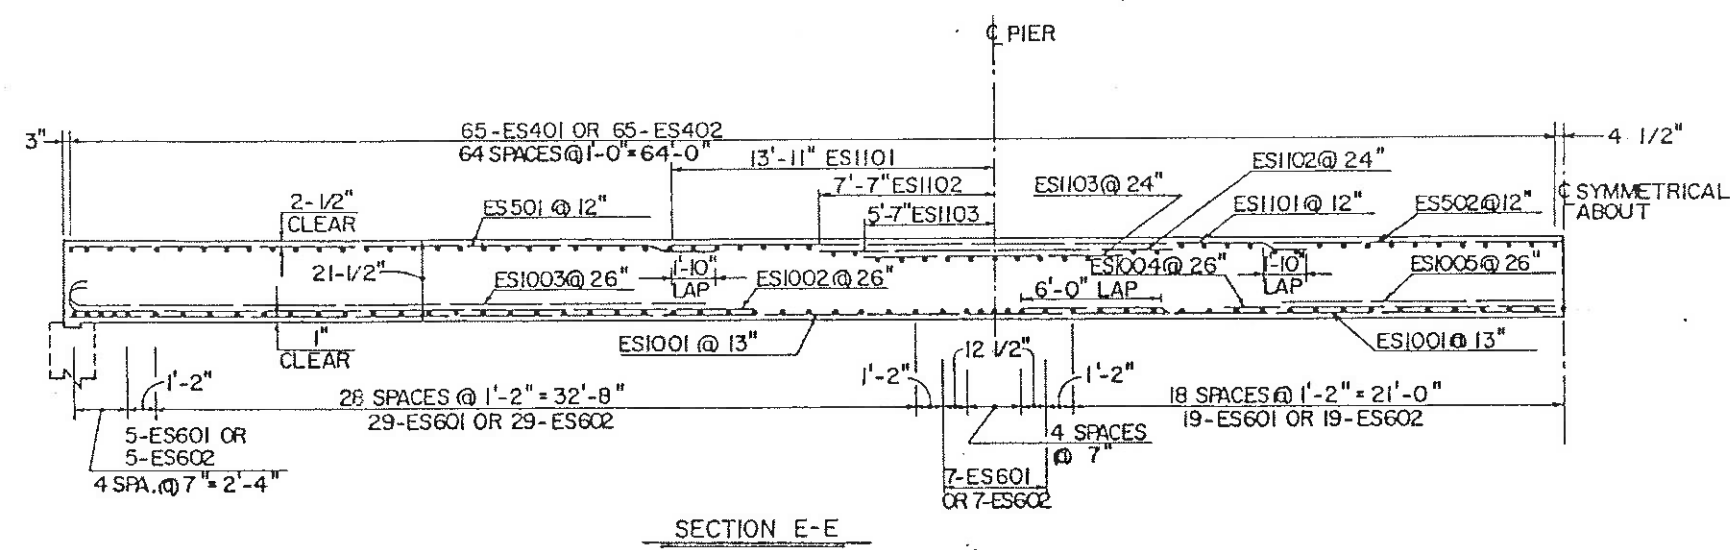 ℄ PIER
3"
65-ES401 OR 65-ES402
64 SPACES @ 1'-0" = 64'-0"
4 1/2"
13'-11" ES1101
ES1102 @ 24"
7'-7" ES1102
ES1103 @ 24"
℄ SYMMETRICAL
ABOUT
2-1/2"
CLEAR
ES501 @ 12"
5'-7" ES1103
ES1101 @ 12"
ES502 @ 12"
21-1/2"
ES1003 @ 26"
1'-10"
LAP
ES1002 @ 26"
ES1004 @ 26"
1'-10"
LAP
ES1005 @ 26"
6'-0" LAP
1"
CLEAR
ES1001 @ 13"
ES1001 @ 13"
12 1/2"
1'-2"
1'-2"
1'-2"
28 SPACES @ 1'-2" = 32'-8"
29-ES601 OR 29-ES602
18 SPACES @ 1'-2" = 21'-0"
19-ES601 OR 19-ES602
5-ES601 OR
5-ES602
4 SPA. @ 7" = 2'-4"
4 SPACES
@ 7"
7-ES601
OR 7-ES602
SECTION E-E